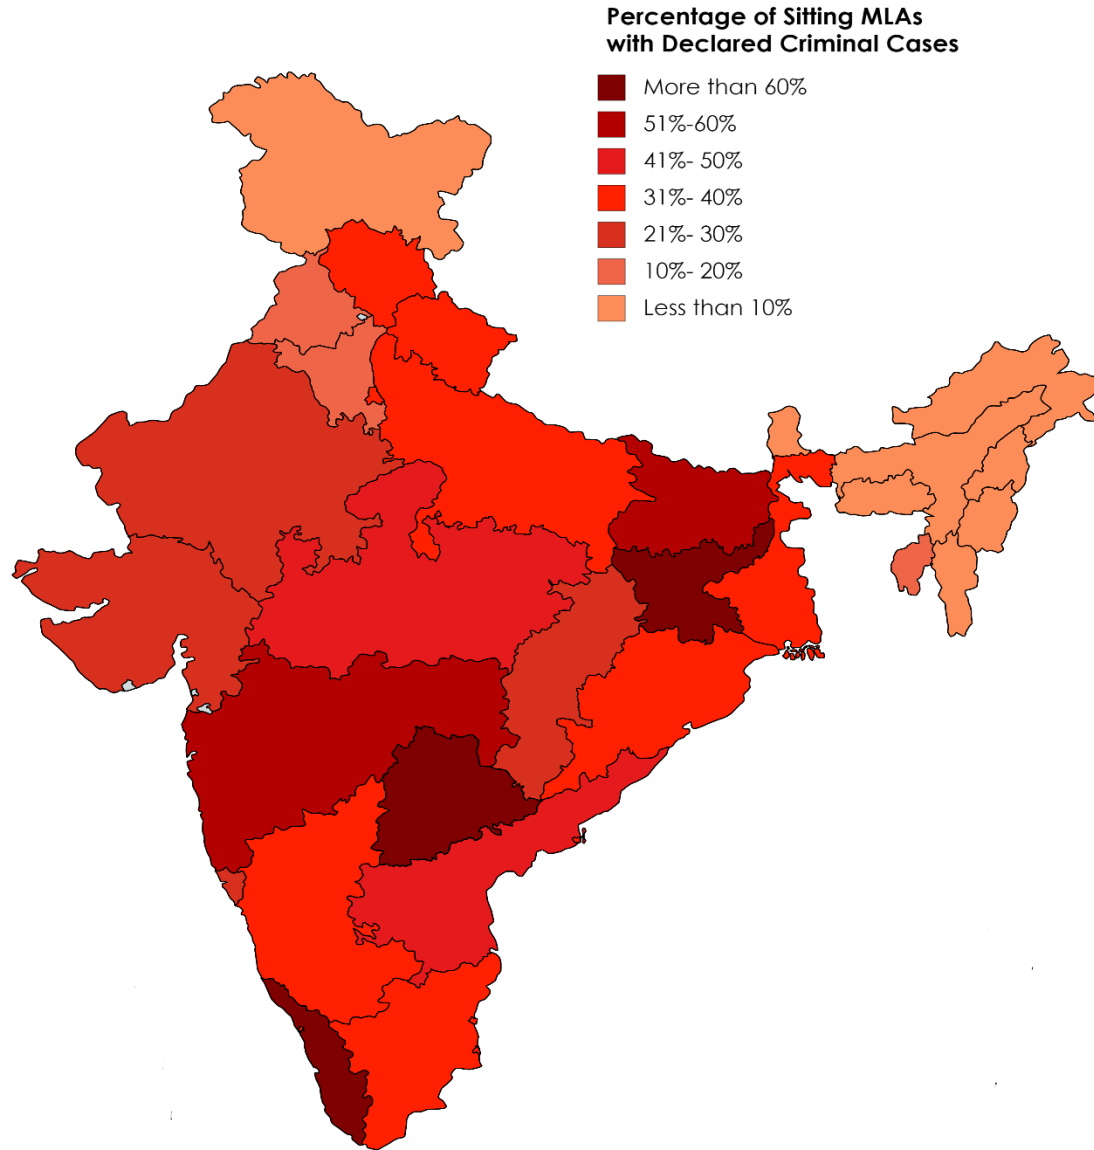 Percentage of Sitting MLAs
with Declared Criminal Cases
More than 60%
51%-60%
41%- 50%
31%- 40%
21%- 30%
10%- 20%
Less than 10%